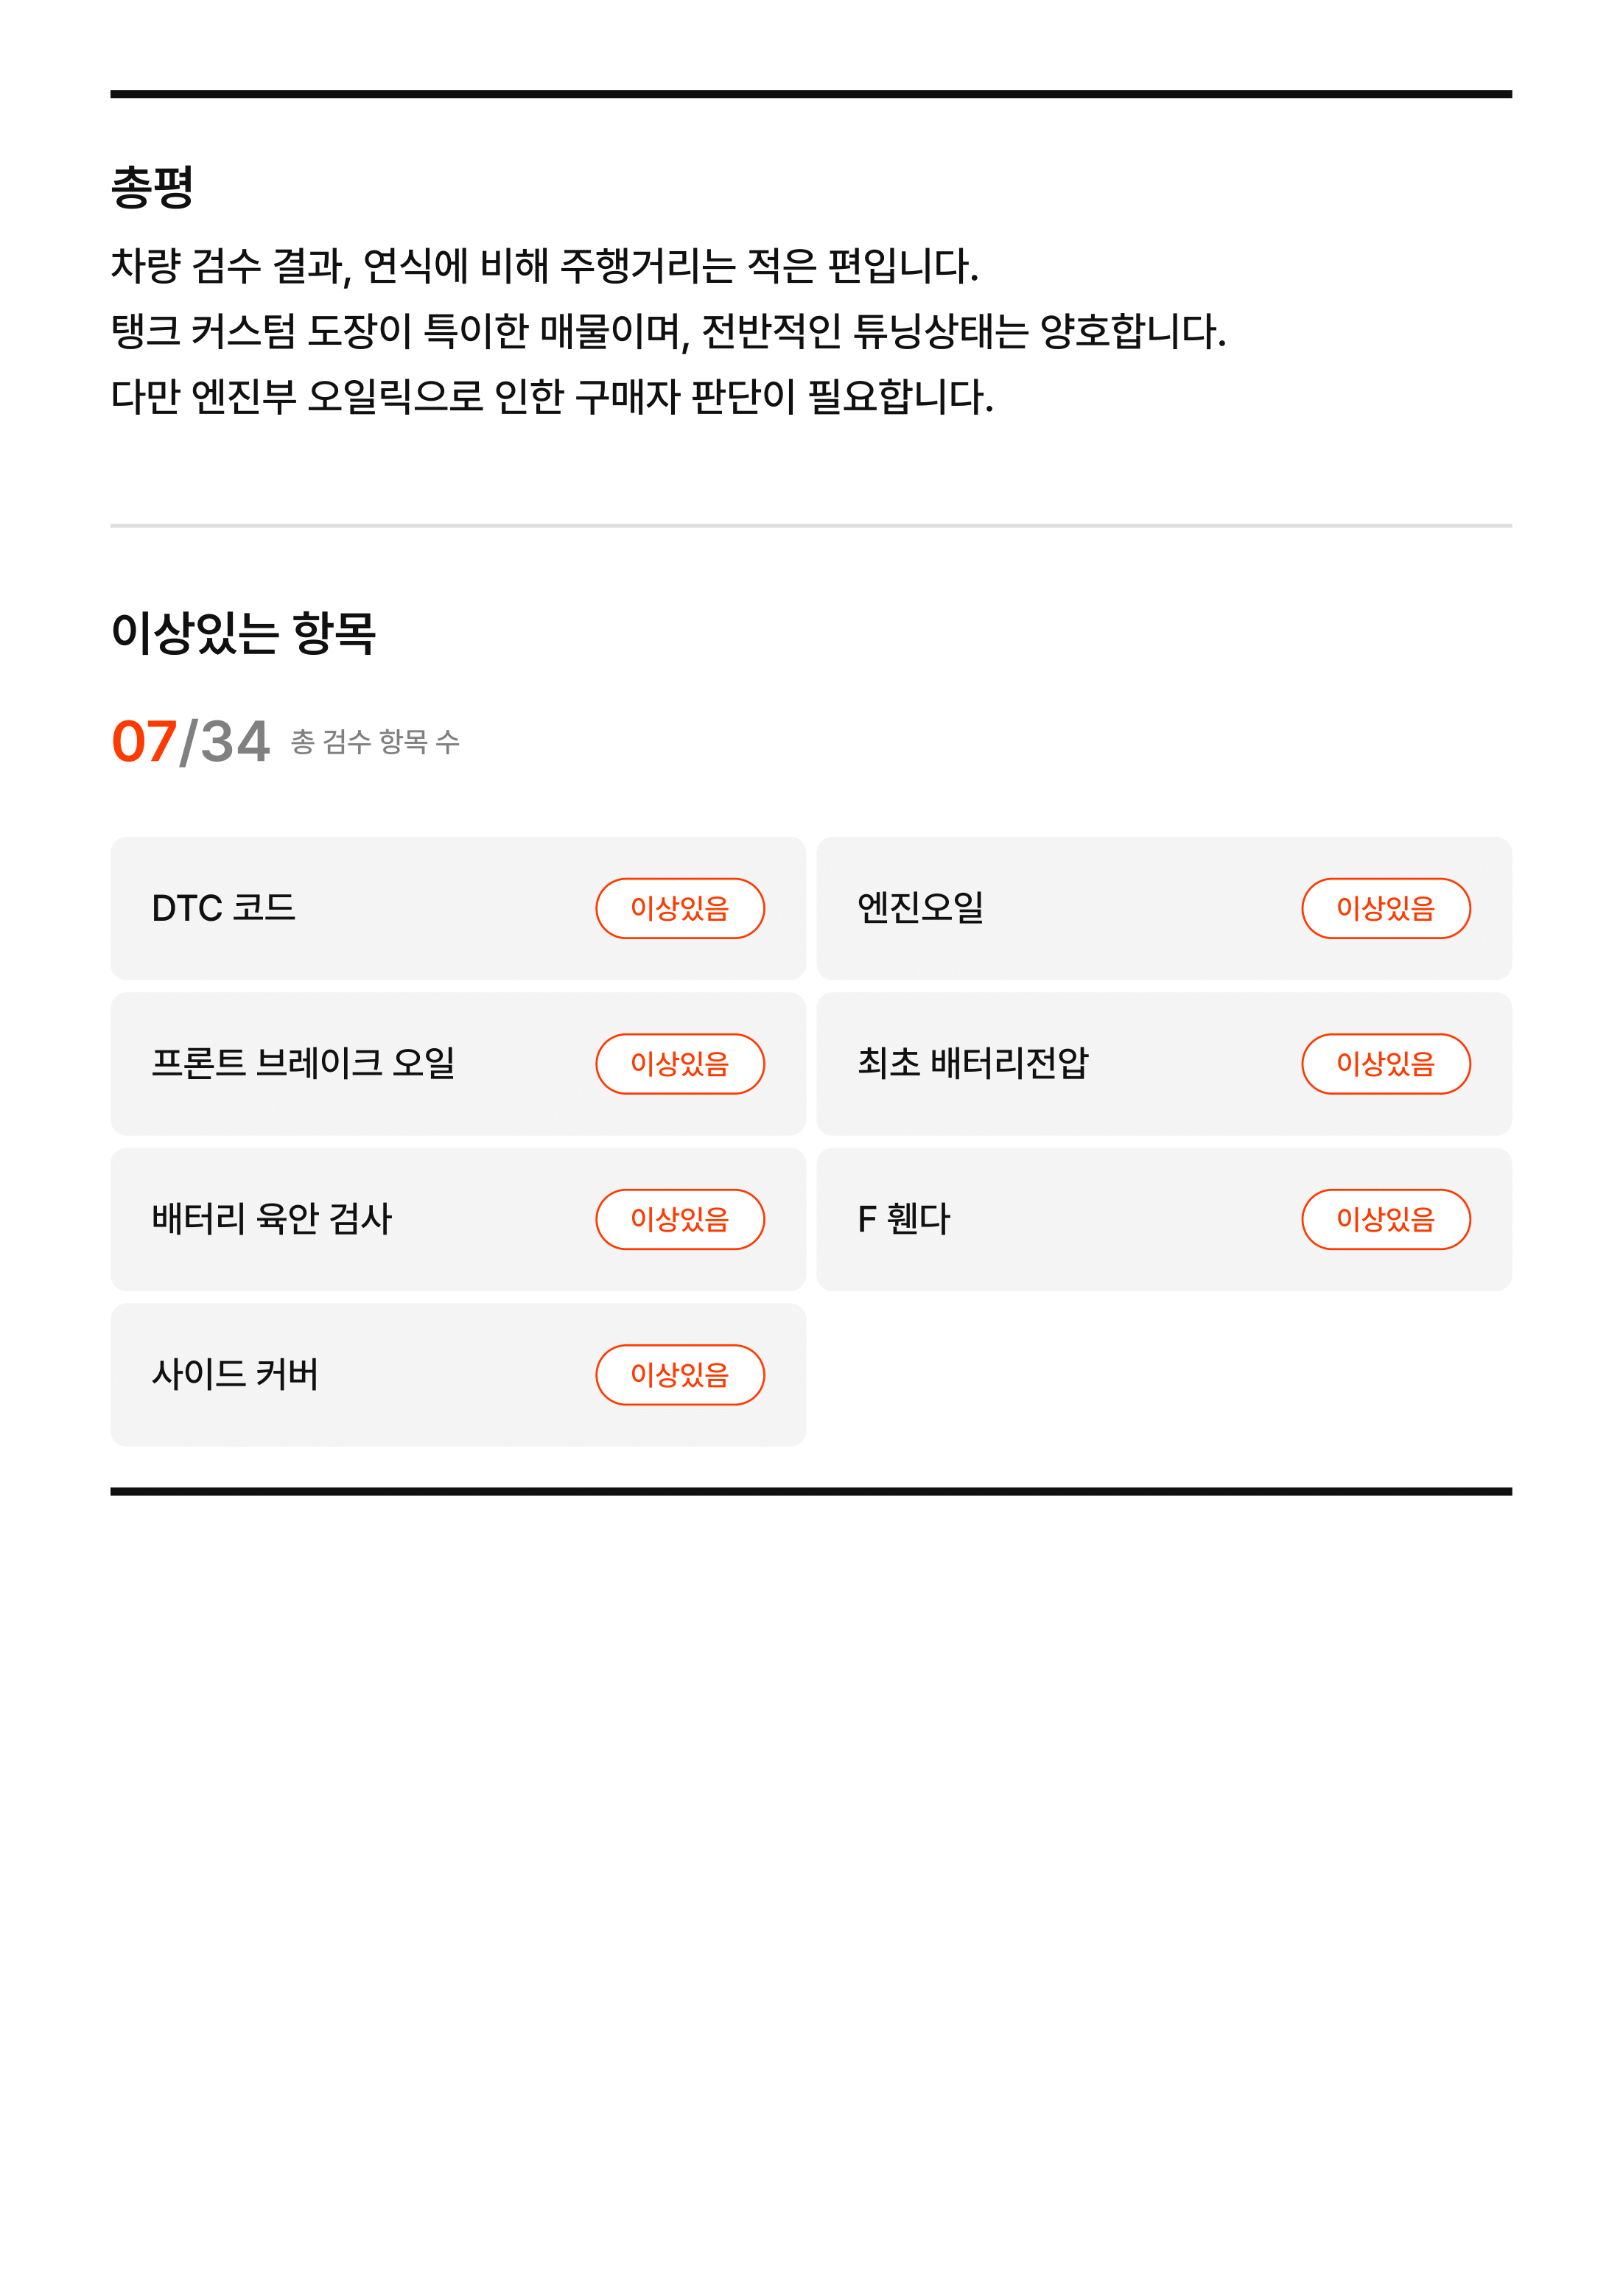 총평
차량 검수 결과, 연식에 비해 주행거리는 적은 편입니다.
탱크 커스텀 도장이 특이한 매물이며, 전반적인 튜닝상태는 양호합니다.
다만 엔진부 오일릭으로 인한 구매자 판단이 필요합니다.
이상있는 항목
07/34 총 검수 항목 수
DTC 코드 이상있음
엔진오일 이상있음
프론트 브레이크 오일 이상있음
최초 배터리전압 이상있음
배터리 육안 검사 이상있음
F 휀다 이상있음
사이드 커버 이상있음